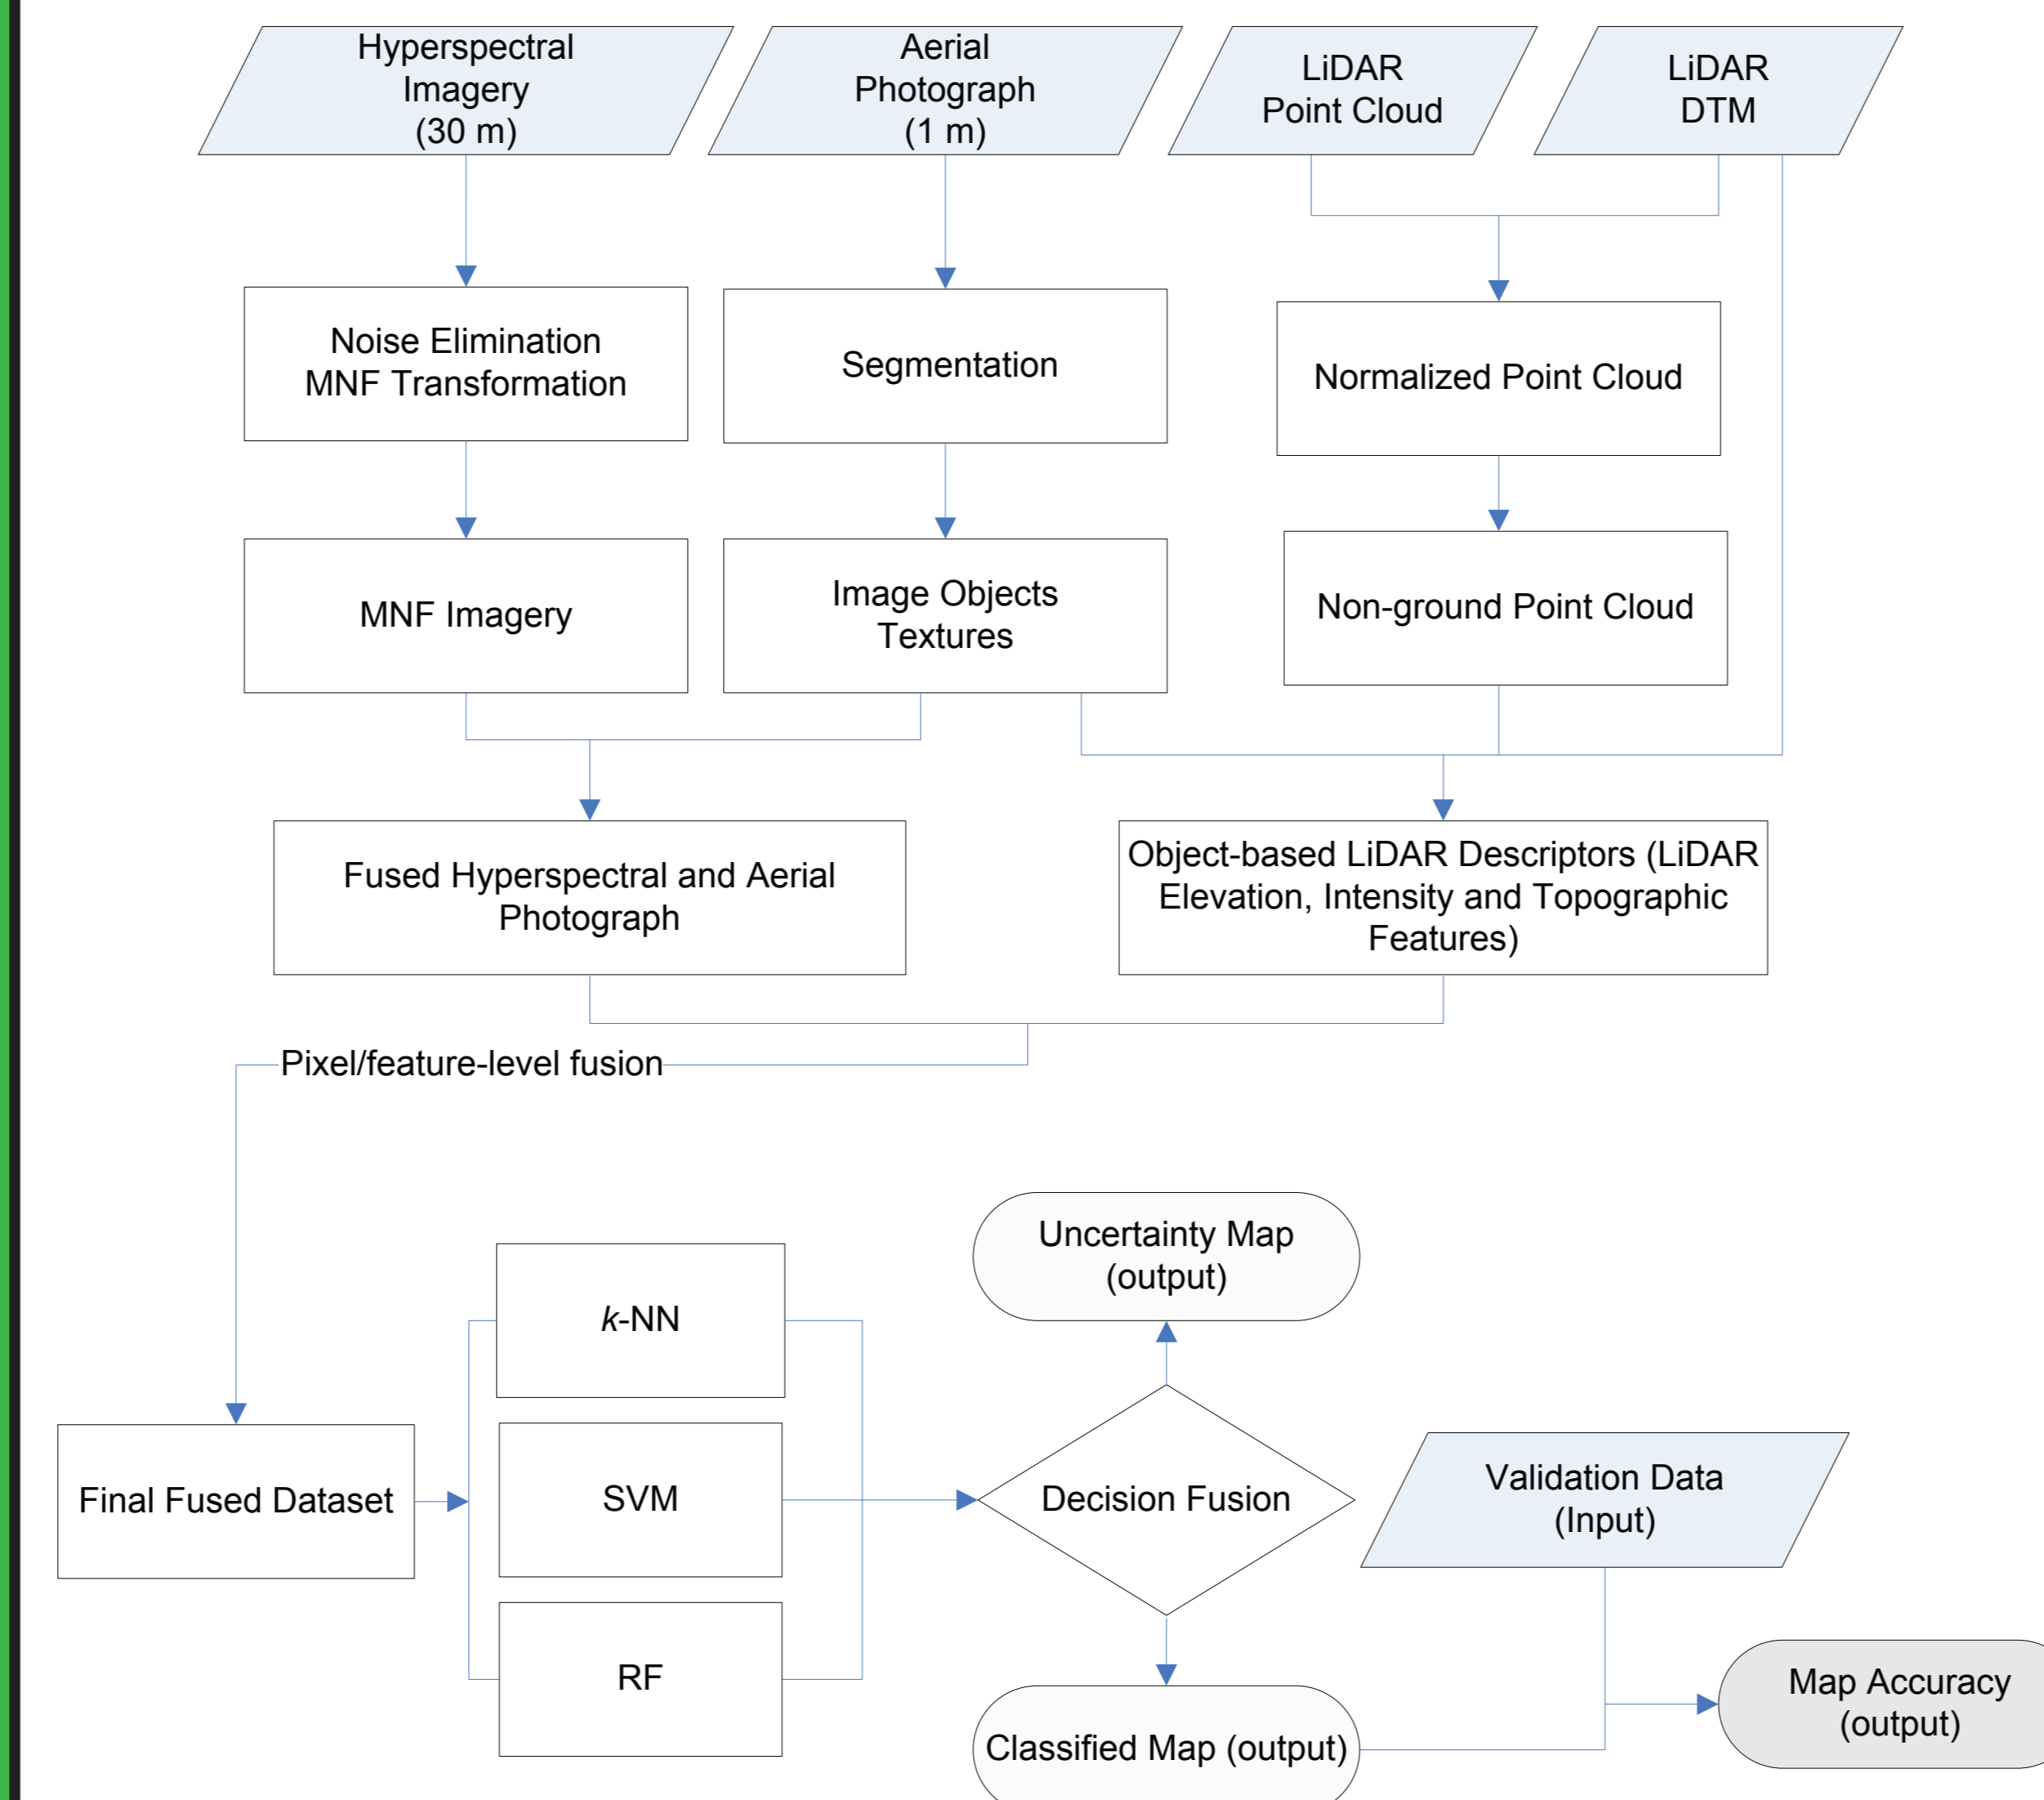 Hyperspectral
Imagery
(30 m)
Aerial
Photograph
(1 m)
LiDAR
Point Cloud
LiDAR
DTM
Noise Elimination
MNF Transformation
Segmentation
Normalized Point Cloud
MNF Imagery
Image Objects
Textures
Non-ground Point Cloud
Fused Hyperspectral and Aerial
Photograph
Object-based LiDAR Descriptors (LiDAR
Elevation, Intensity and Topographic
Features)
Pixel/feature-level fusion
Uncertainty Map
(output)
k-NN
Final Fused Dataset
SVM
Decision Fusion
Validation Data
(Input)
RF
Classified Map (output)
Map Accuracy
(output)